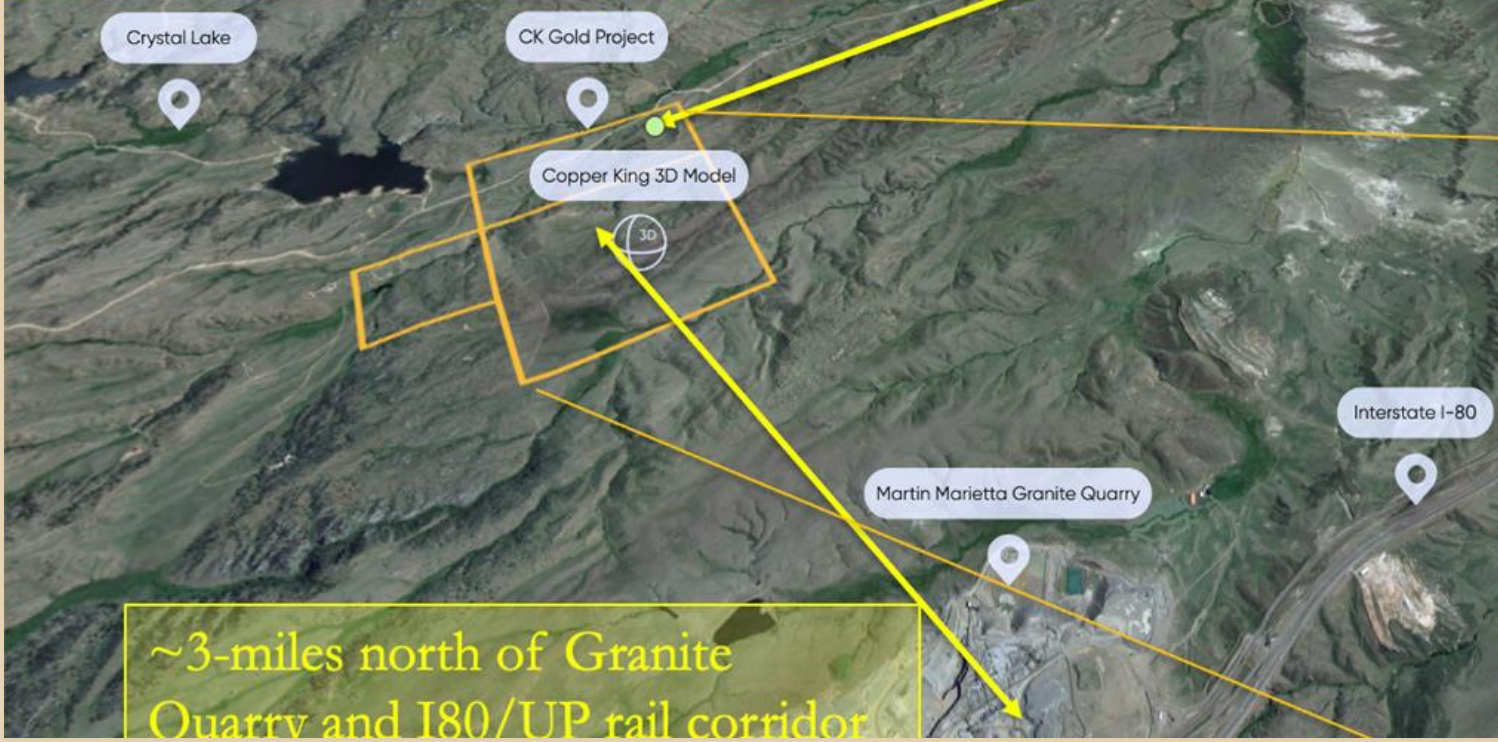 Crystal Lake
CK Gold Project
Copper King 3D Model
3D
Interstate I-80
Martin Marietta Granite Quarry
~3-miles north of Granite
Quarry and I80/UP rail corridor